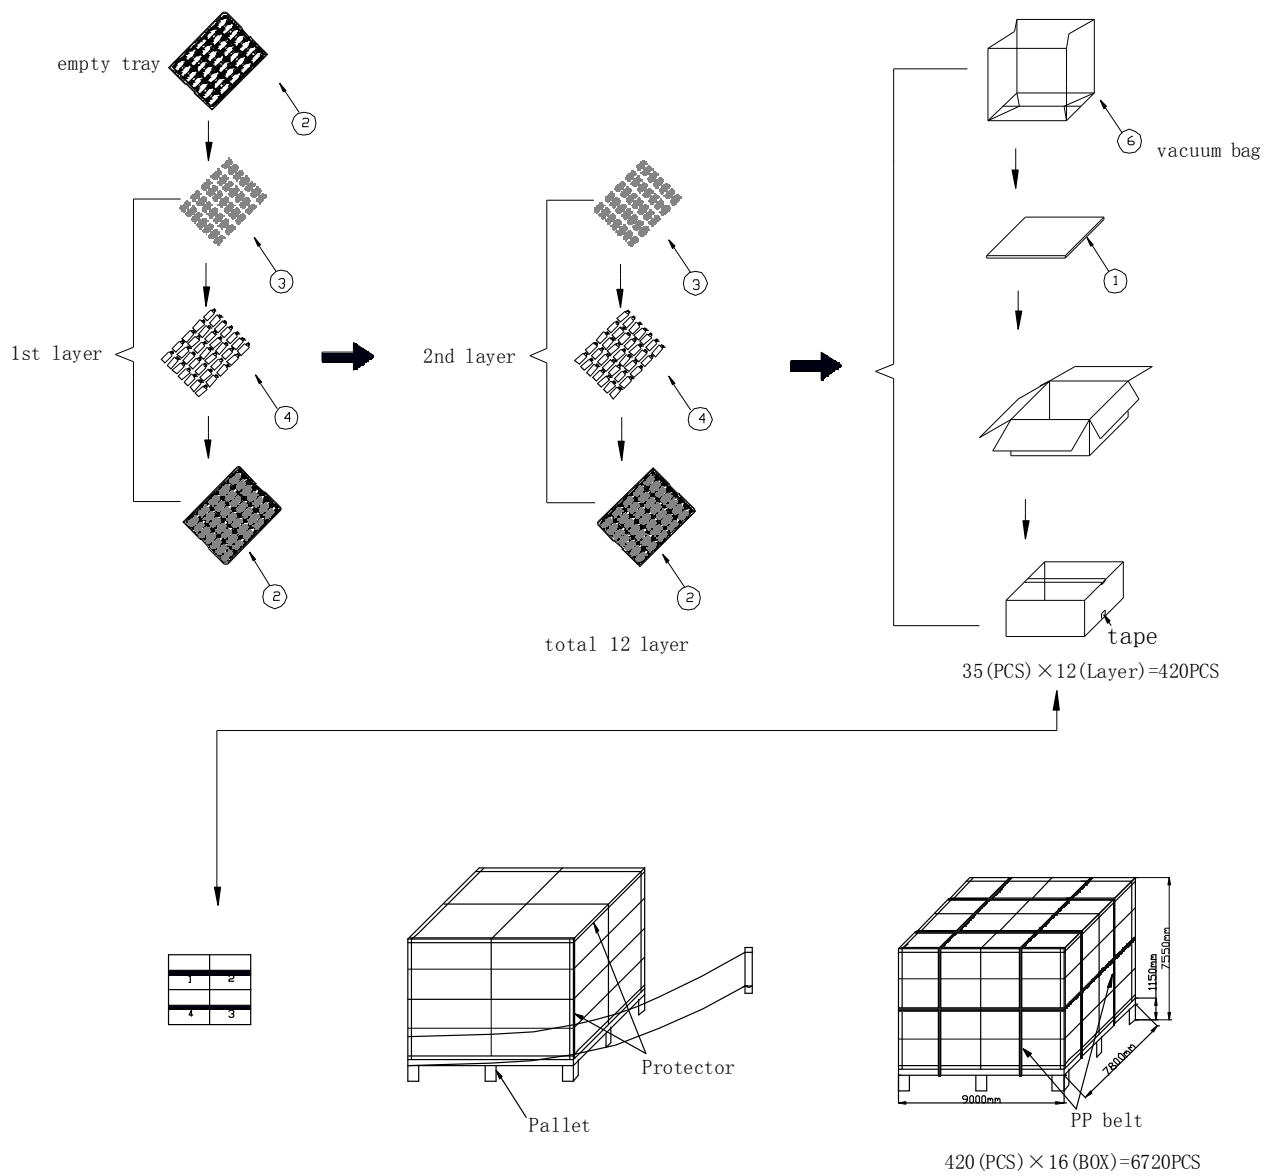 empty tray
2
6
vacuum bag
3
3
1
1st layer
2nd layer
4
4
2
2
total 12 layer
tape
35(PCS)×12(Layer)=420PCS
1 2
4 3
1150mm
7550mm
7800mm
9000mm
Protector
Pallet
PP belt
420(PCS)×16(BOX)=6720PCS